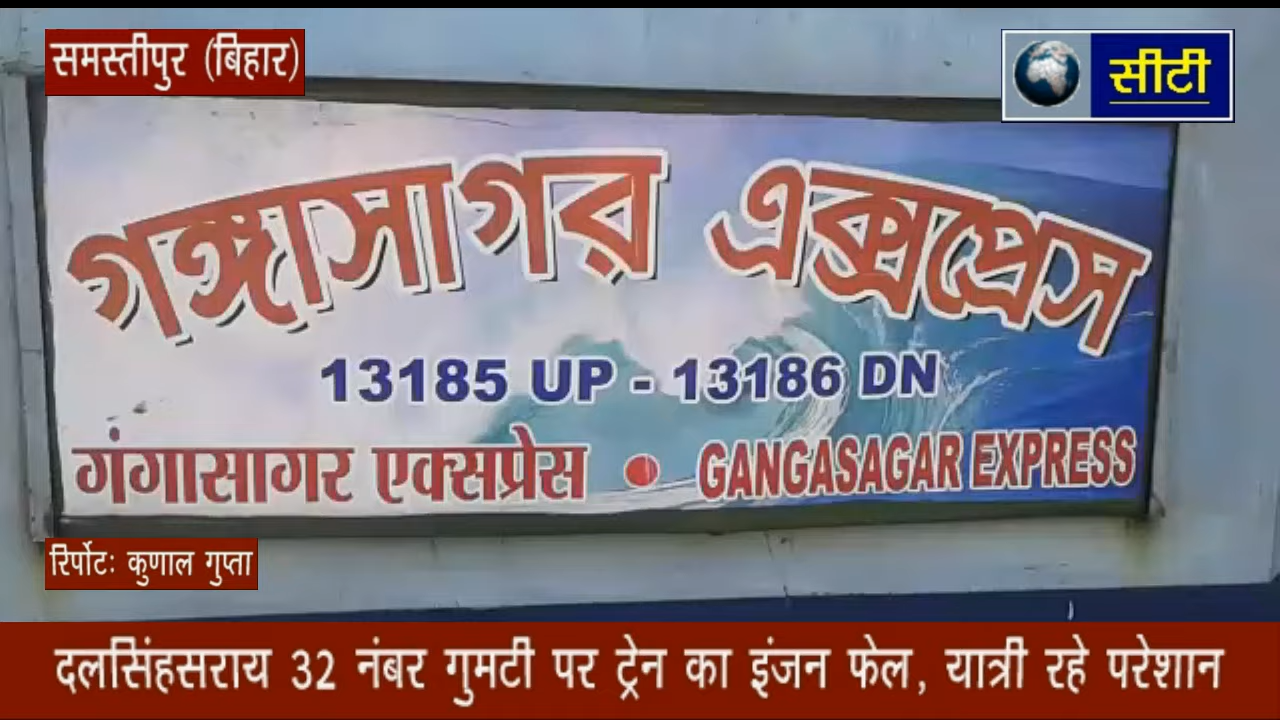 समस्तीपुर (बिहार)
सीटी
গঙ্গাসাগর এক্সপ্রেস
13185 UP - 13186 DN
गंगासागर एक्सप्रेस • GANGASAGAR EXPRESS
रिर्पोटः कुणाल गुप्ता
दलसिंहसराय 32 नंबर गुमटी पर ट्रेन का इंजन फेल, यात्री रहे परेशान